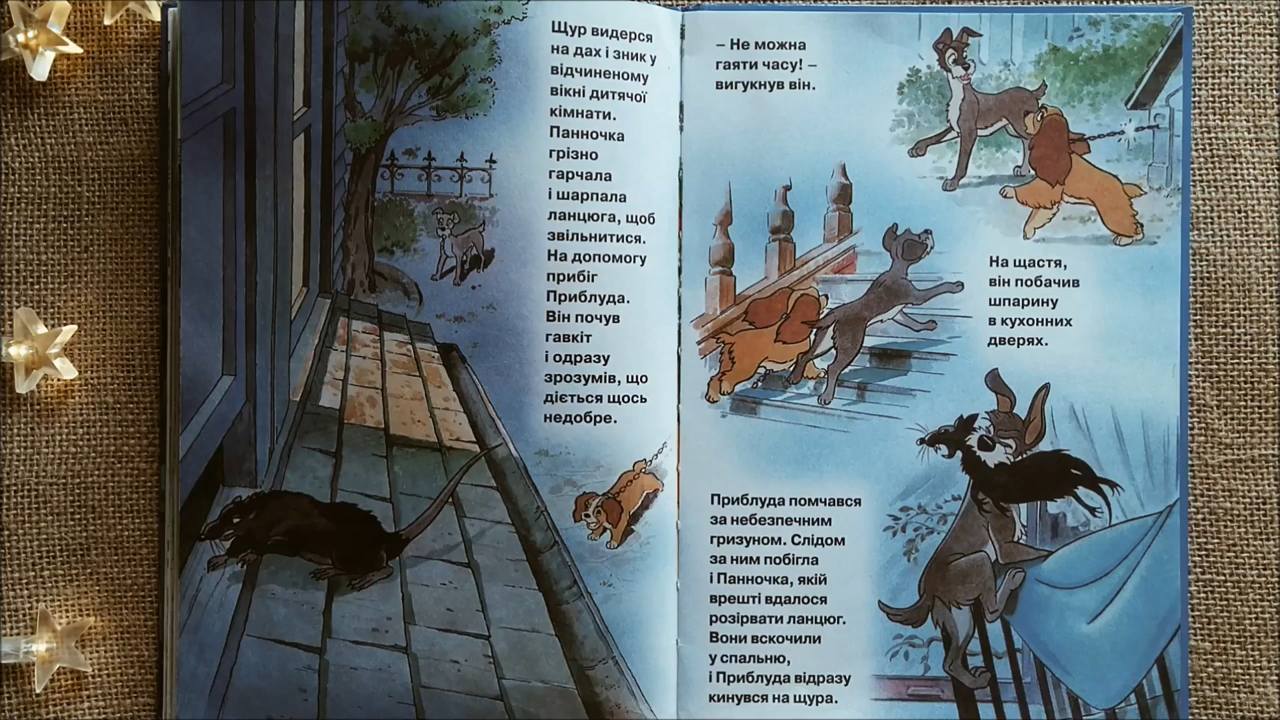 Щур видерся
на дах і зник у
відчиненому
вікні дитячої
кімнати.
Панночка
грізно
гарчала
і шарпала
ланцюга, щоб
звільнитися.
На допомогу
прибіг
Приблуда.
Він почув
гавкіт
і одразу
зрозумів, що
діється щось
недобре.
– Не можна
гаяти часу! –
вигукнув він.
На щастя,
він побачив
шпарину
в кухонних
дверях.
Приблуда помчався
за небезпечним
гризуном. Слідом
за ним побігла
і Панночка, якій
врешті вдалося
розірвати ланцюг.
Вони вскочили
у спальню,
і Приблуда відразу
кинувся на щура.